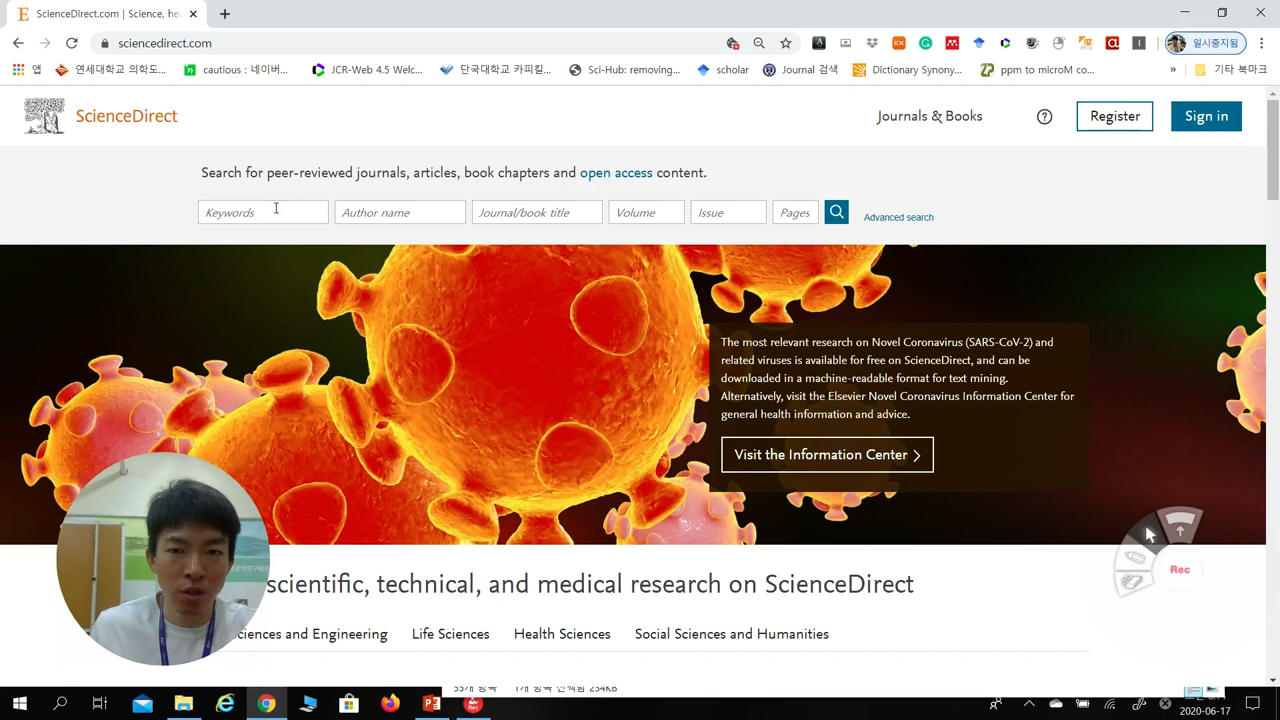 ScienceDirect.com | Science, he
sciencedirect.com
일시중지됨
앱
연세대학교 의학도...
cautious : 네이버...
JCR-Web 4.5 Welc...
단국대학교 카피킬...
Sci-Hub: removing...
scholar
Journal 검색
Dictionary Synony...
ppm to microM co...
»
기타 북마크
ScienceDirect
Journals & Books
Register
Sign in
Search for peer-reviewed journals, articles, book chapters and open access content.
Keywords
Author name
Journal/book title
Volume
Issue
Pages
Advanced search
The most relevant research on Novel Coronavirus (SARS-CoV-2) and
related viruses is available for free on ScienceDirect, and can be
downloaded in a machine-readable format for text mining.
Alternatively, visit the Elsevier Novel Coronavirus Information Center for
general health information and advice.
Visit the Information Center
Rec
scientific, technical, and medical research on ScienceDirect
ciences and Engineering
Life Sciences
Health Sciences
Social Sciences and Humanities
2020-06-17